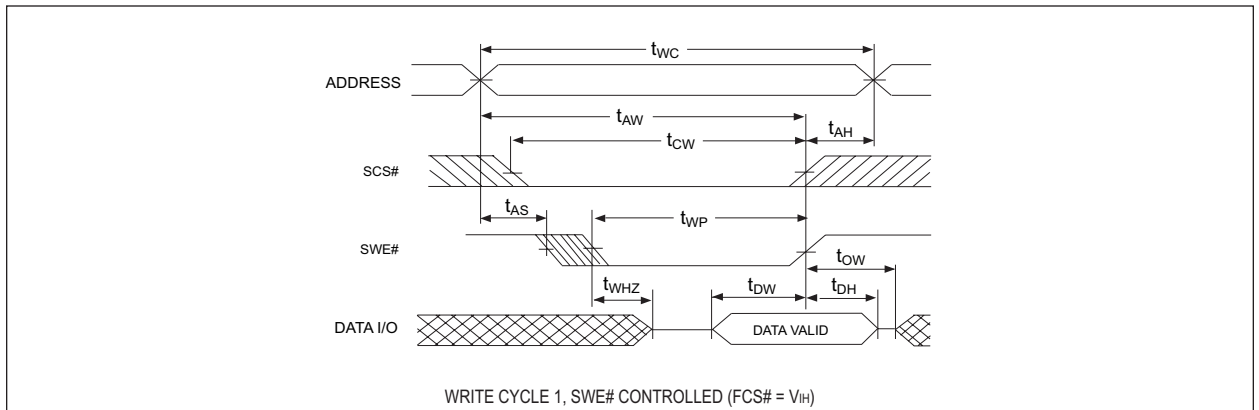 tWC
ADDRESS
tAW
tAH
tCW
SCS#
tAS
tWP
SWE#
tOW
tWHZ
tDW
tDH
DATA I/O
DATA VALID
WRITE CYCLE 1, SWE# CONTROLLED (FCS# = VIH)